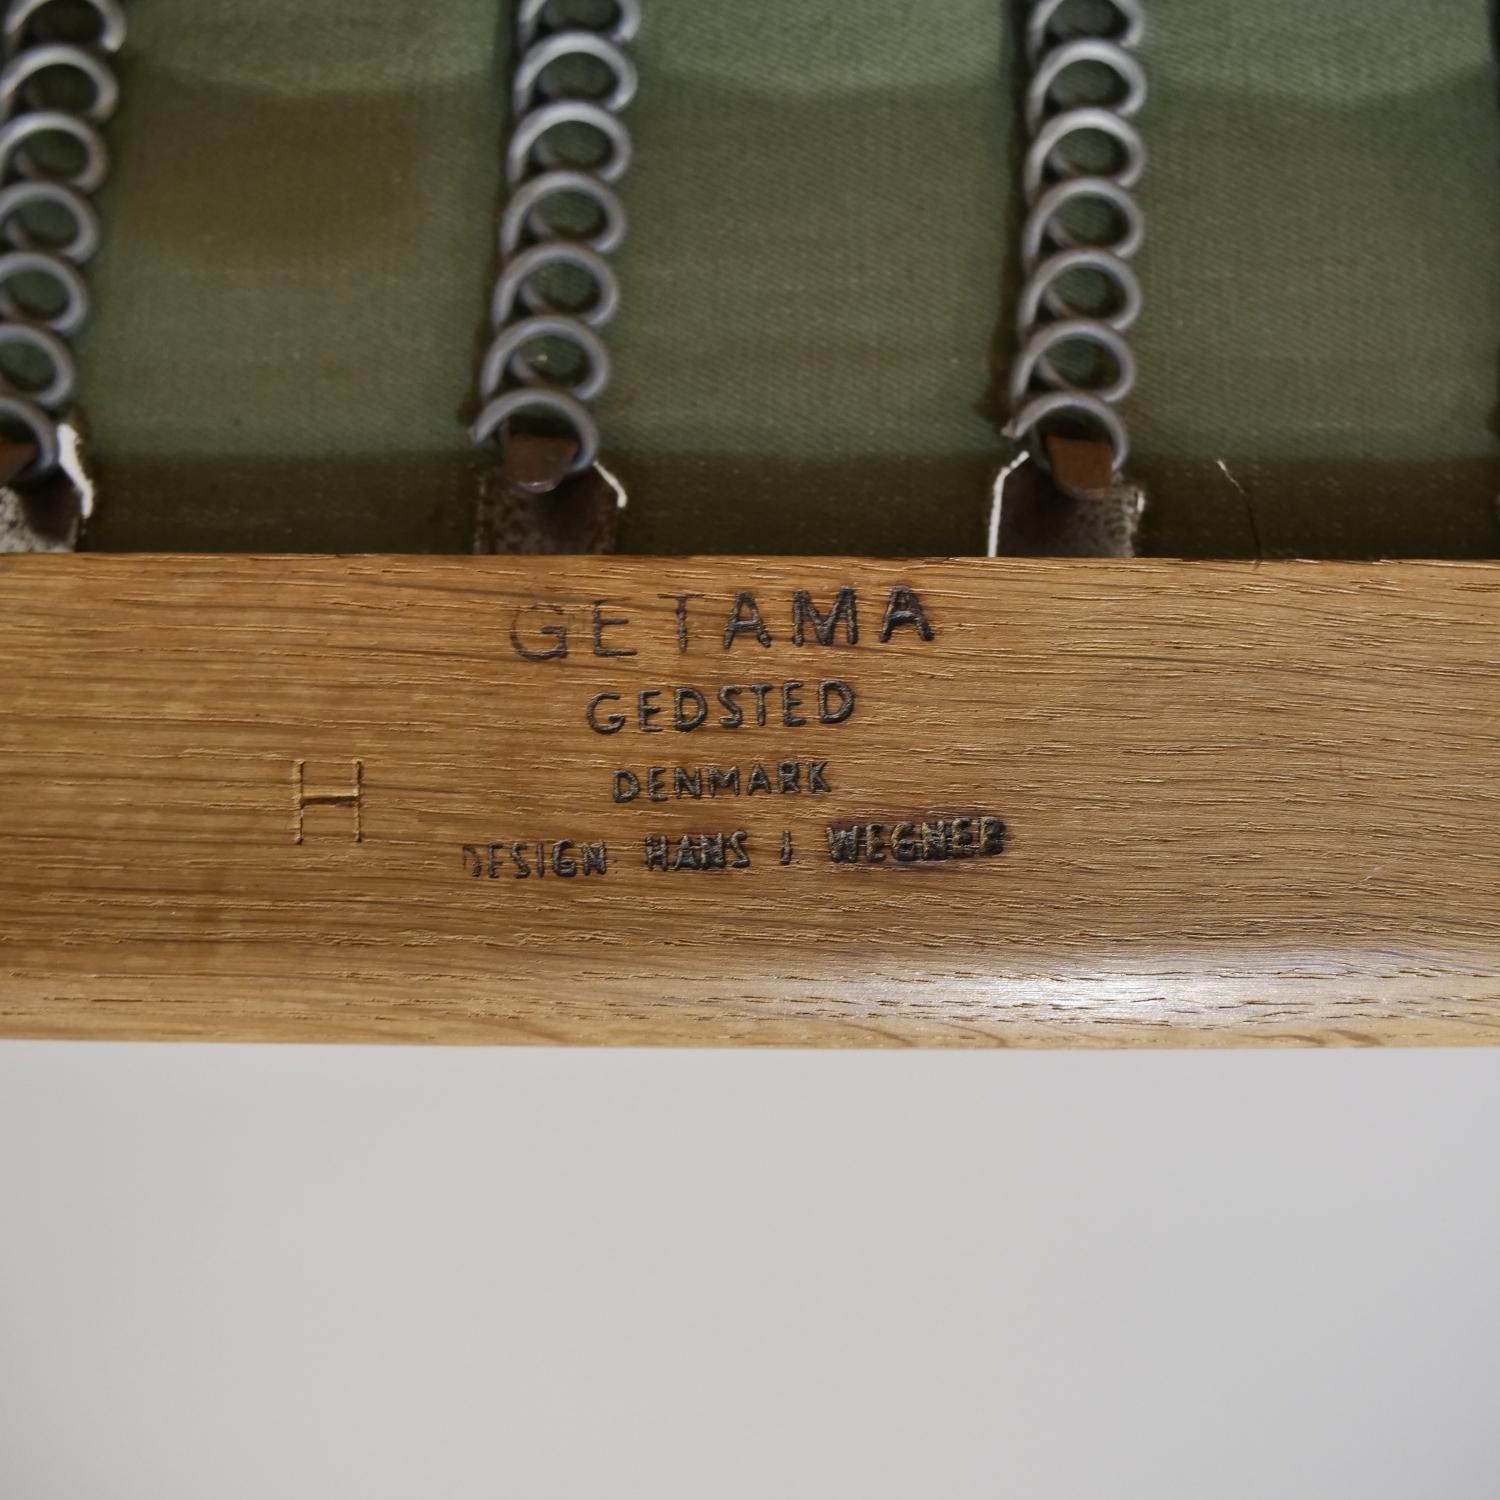 GETAMA
GEDSTED
DENMARK
H
DESIGN HANS J WEGNER